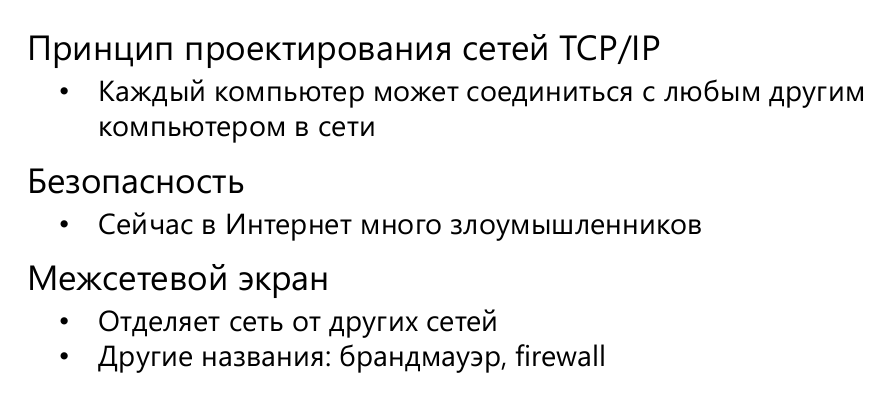 Принцип проектирования сетей TCP/IP
• Каждый компьютер может соединиться с любым другим
компьютером в сети
Безопасность
• Сейчас в Интернет много злоумышленников
Межсетевой экран
• Отделяет сеть от других сетей
• Другие названия: брандмауэр, firewall